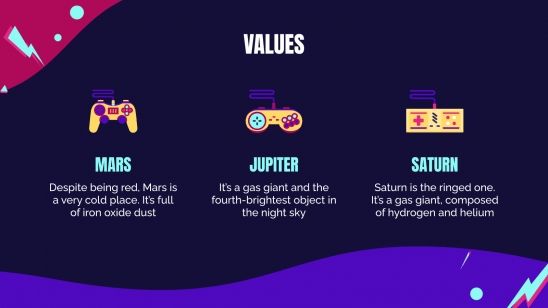 VALUES
MARS
Despite being red, Mars is
a very cold place. It's full
of iron oxide dust
JUPITER
It's a gas giant and the
fourth-brightest object in
the night sky
SATURN
Saturn is the ringed one.
It's a gas giant, composed
of hydrogen and helium